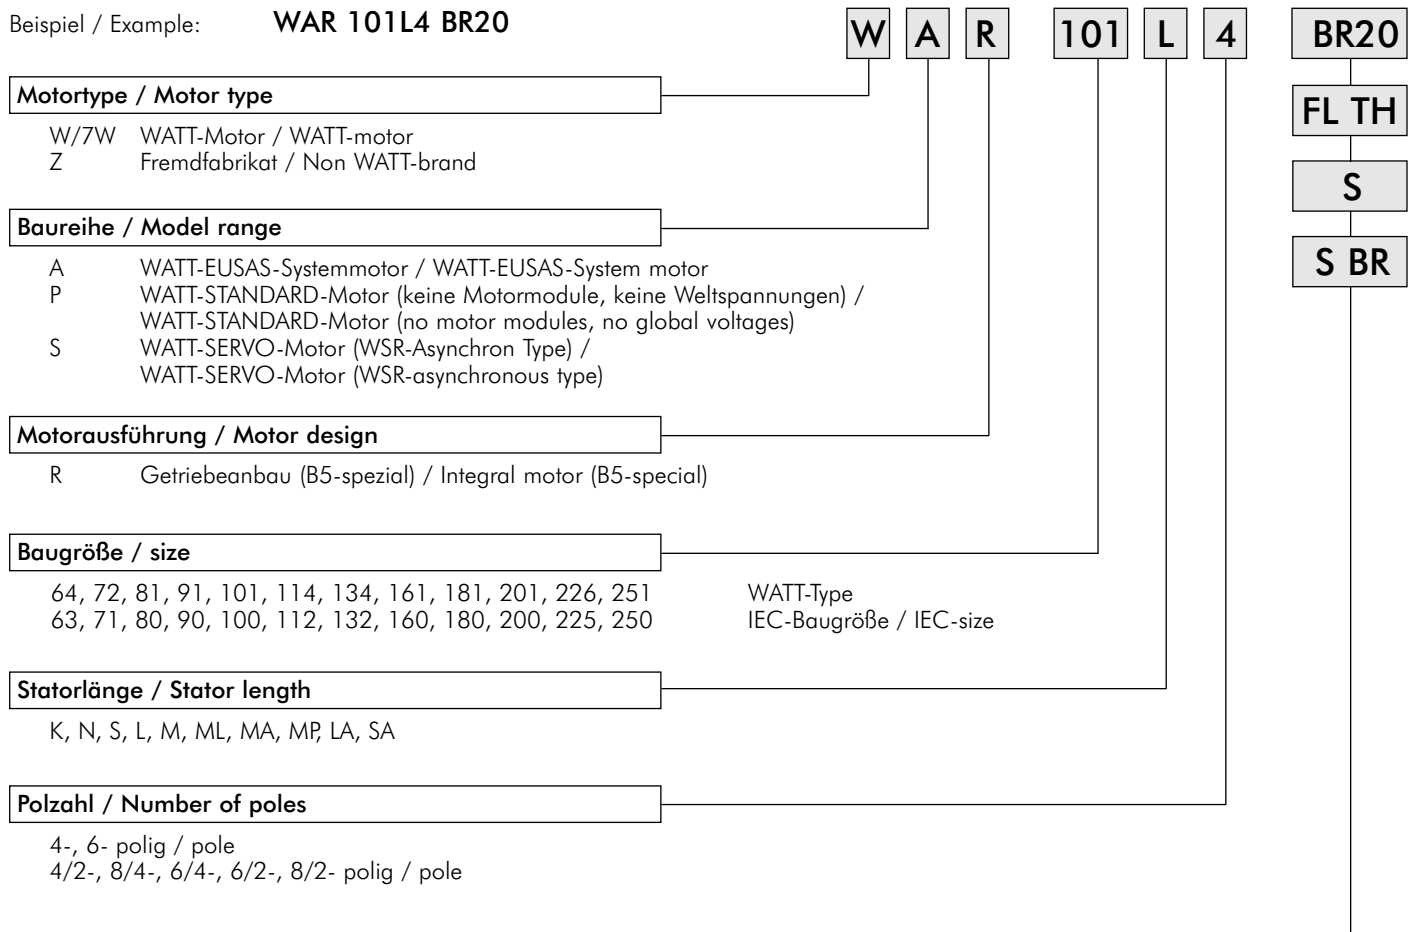 Beispiel / Example: WAR 101L4 BR20
W A R 101 L 4 BR20
FL TH
S
S BR
Motortype / Motor type
W/7W WATT-Motor / WATT-motor
Z Fremdfabrikat / Non WATT-brand
Baureihe / Model range
A WATT-EUSAS-Systemmotor / WATT-EUSAS-System motor
P WATT-STANDARD-Motor (keine Motormodule, keine Weltspannungen) /
WATT-STANDARD-Motor (no motor modules, no global voltages)
S WATT-SERVO-Motor (WSR-Asynchron Type) /
WATT-SERVO-Motor (WSR-asynchronous type)
Motorausführung / Motor design
R Getriebeanbau (B5-spezial) / Integral motor (B5-special)
Baugröße / size
64, 72, 81, 91, 101, 114, 134, 161, 181, 201, 226, 251 WATT-Type
63, 71, 80, 90, 100, 112, 132, 160, 180, 200, 225, 250 IEC-Baugröße / IEC-size
Statorlänge / Stator length
K, N, S, L, M, ML, MA, MP, LA, SA
Polzahl / Number of poles
4-, 6- polig / pole
4/2-, 8/4-, 6/4-, 6/2-, 8/2- polig / pole